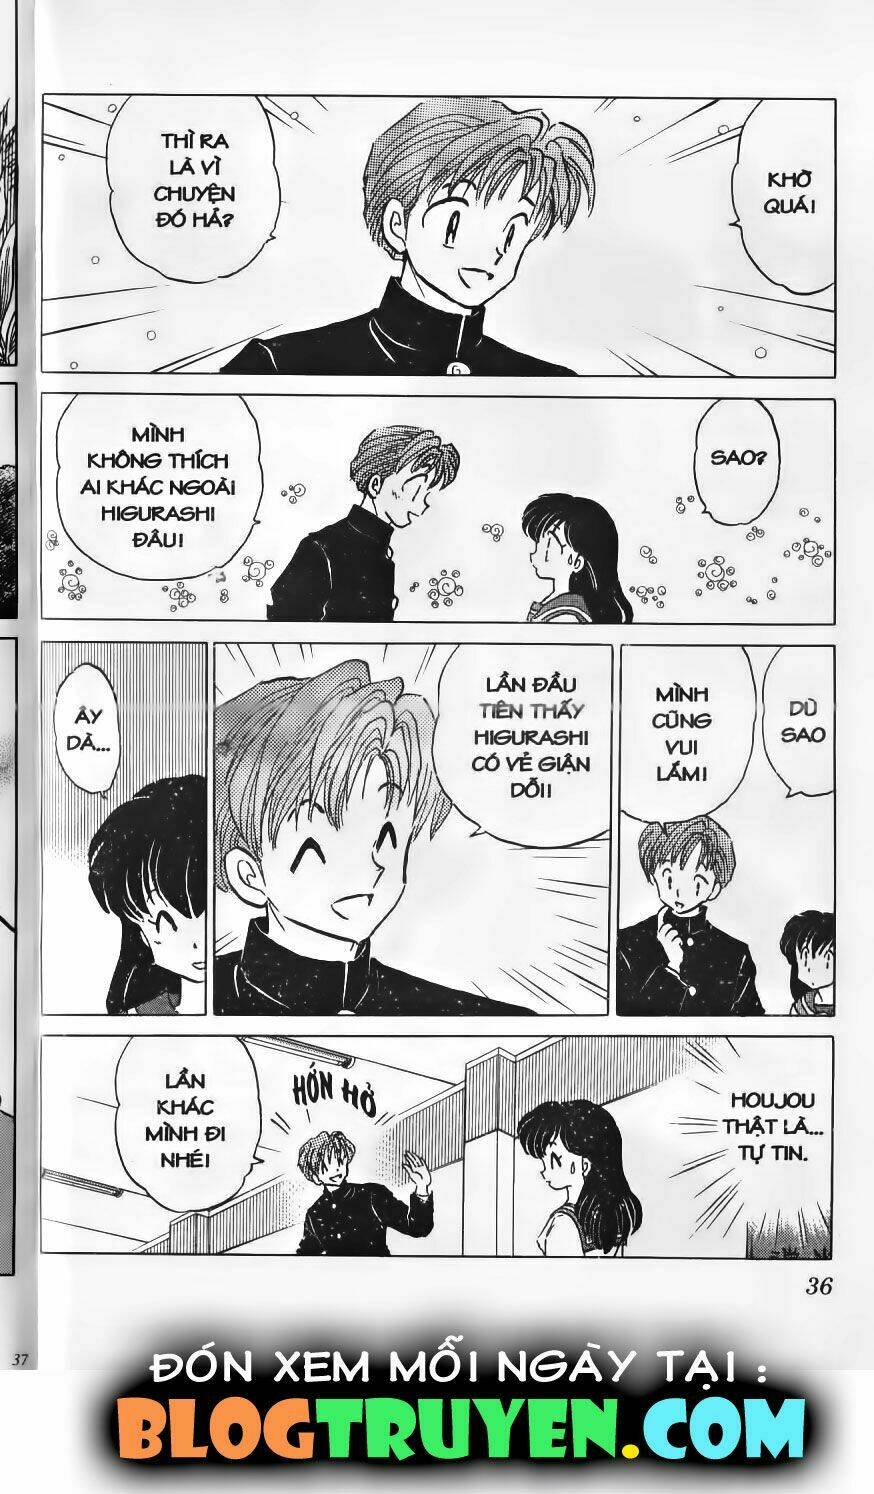 KHỜ
QUÁ!
THÌ RA
LÀ VÌ
CHUYỆN
ĐÓ HẢ?
SAO?
MÌNH
KHÔNG THÍCH
AI KHÁC NGOÀI
HIGURASHI
ĐÂU!
DÙ
SAO
MÌNH
CŨNG
VUI
LẮM!
LẦN ĐẦU
TIÊN THẤY
HIGURASHI
CÓ VẺ GIẬN
DỖI!
ÂY
DÀ...
HOUJOU
THẬT LÀ...
TỰ TIN.
HỚN HỞ
LẦN
KHÁC
MÌNH ĐI
NHÉ!
36
37
ĐÓN XEM MỖI NGÀY TẠI :
BLOGTRUYEN.COM